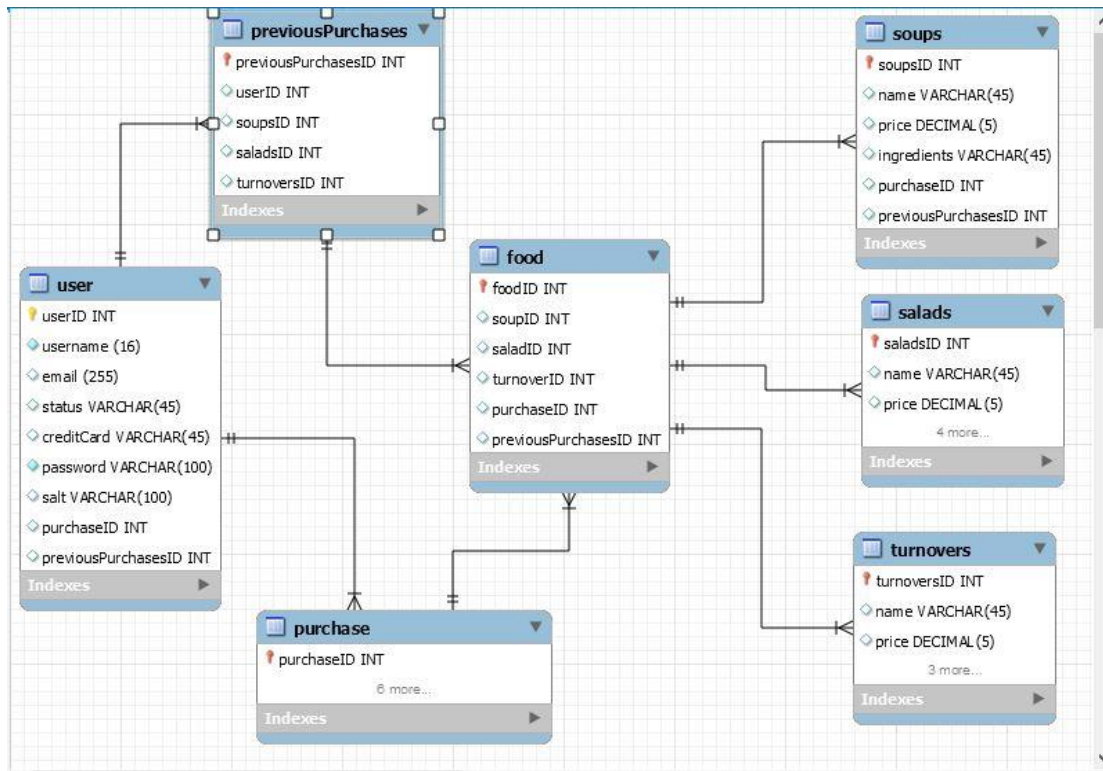 previousPurchases
previousPurchasesID INT
userID INT
soupsID INT
saladsID INT
turnoversID INT
Indexes
user
userID INT
username (16)
email (255)
status VARCHAR(45)
creditCard VARCHAR(45)
password VARCHAR(100)
salt VARCHAR(100)
purchaseID INT
previousPurchasesID INT
Indexes
food
foodID INT
soupID INT
saladID INT
turnoverID INT
purchaseID INT
previousPurchasesID INT
Indexes
purchase
purchaseID INT
6 more...
Indexes
soups
soupsID INT
name VARCHAR(45)
price DECIMAL(5)
ingredients VARCHAR(45)
purchaseID INT
previousPurchasesID INT
Indexes
salads
saladsID INT
name VARCHAR(45)
price DECIMAL(5)
4 more...
Indexes
turnovers
turnoversID INT
name VARCHAR(45)
price DECIMAL(5)
3 more...
Indexes